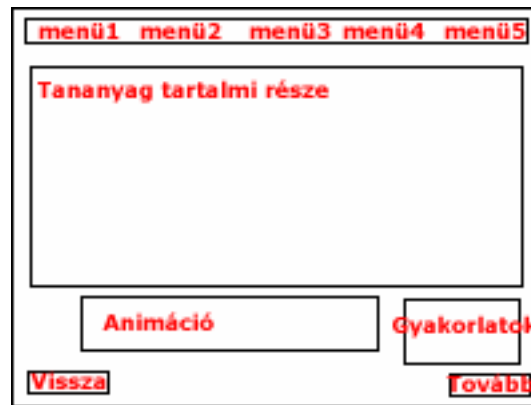 menü1 menü2 menü3 menü4 menü5
Tananyag tartalmi része
Animáció Gyakorlatok
Vissza Tovább